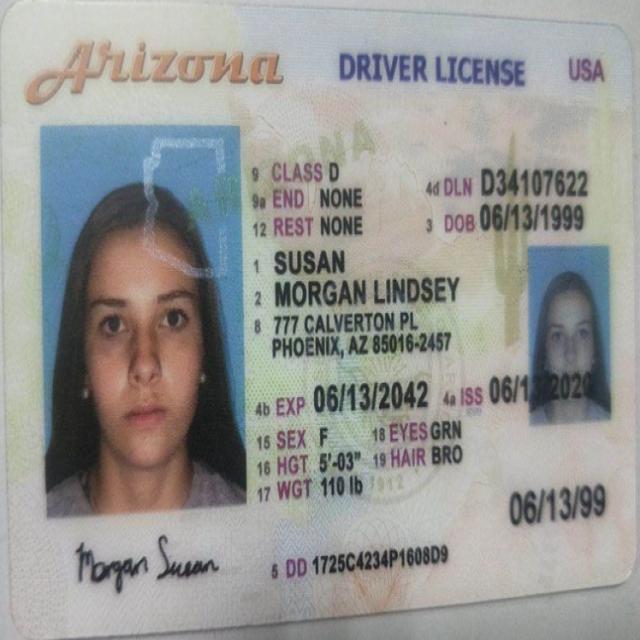 Arizona DRIVER LICENSE USA
9 CLASS D
4d DLN D34107622
9a END NONE
3 DOB 06/13/1999
12 REST NONE
1 SUSAN
2 MORGAN LINDSEY
8 777 CALVERTON PL
PHOENIX, AZ 85016-2457
4b EXP 06/13/2042 4a ISS 06/13/2020
15 SEX F 18 EYES GRN
16 HGT 5'-03" 19 HAIR BRO
17 WGT 110 lb
1912
06/13/99
Morgan Susan
5 DD 1725C4234P1608D9